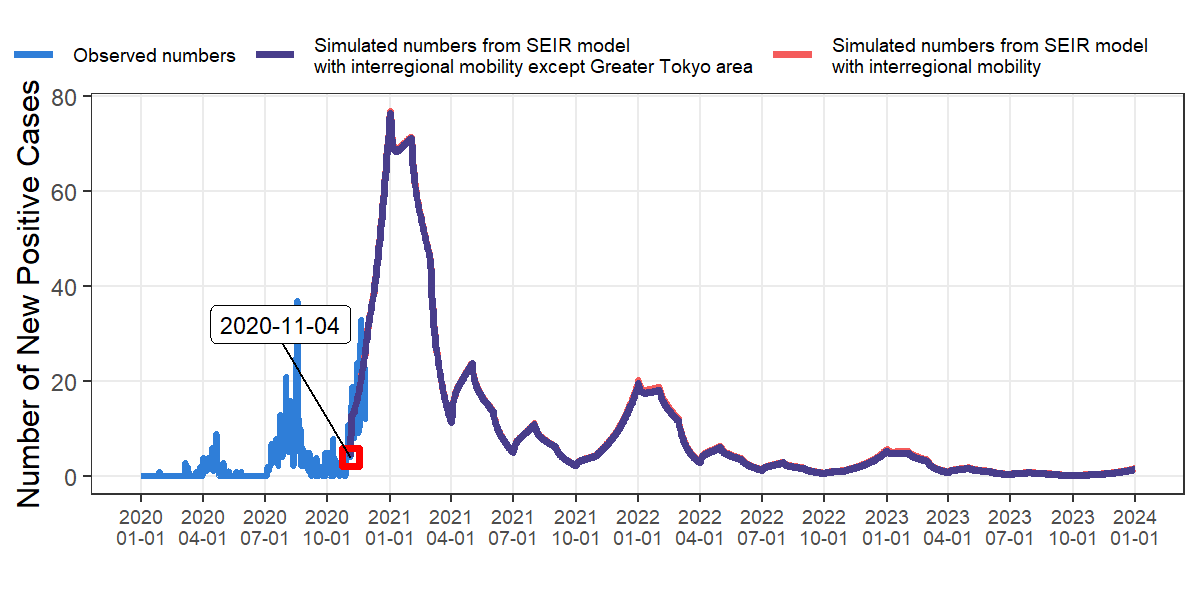 Observed numbers
Simulated numbers from SEIR model
with interregional mobility except Greater Tokyo area
Simulated numbers from SEIR model
with interregional mobility
Number of New Positive Cases
80
60
40
20
0
2020-11-04
2020 2020 2020 2020 2021 2021 2021 2021 2022 2022 2022 2022 2023 2023 2023 2023 2024
01-01 04-01 07-01 10-01 01-01 04-01 07-01 10-01 01-01 04-01 07-01 10-01 01-01 04-01 07-01 10-01 01-01